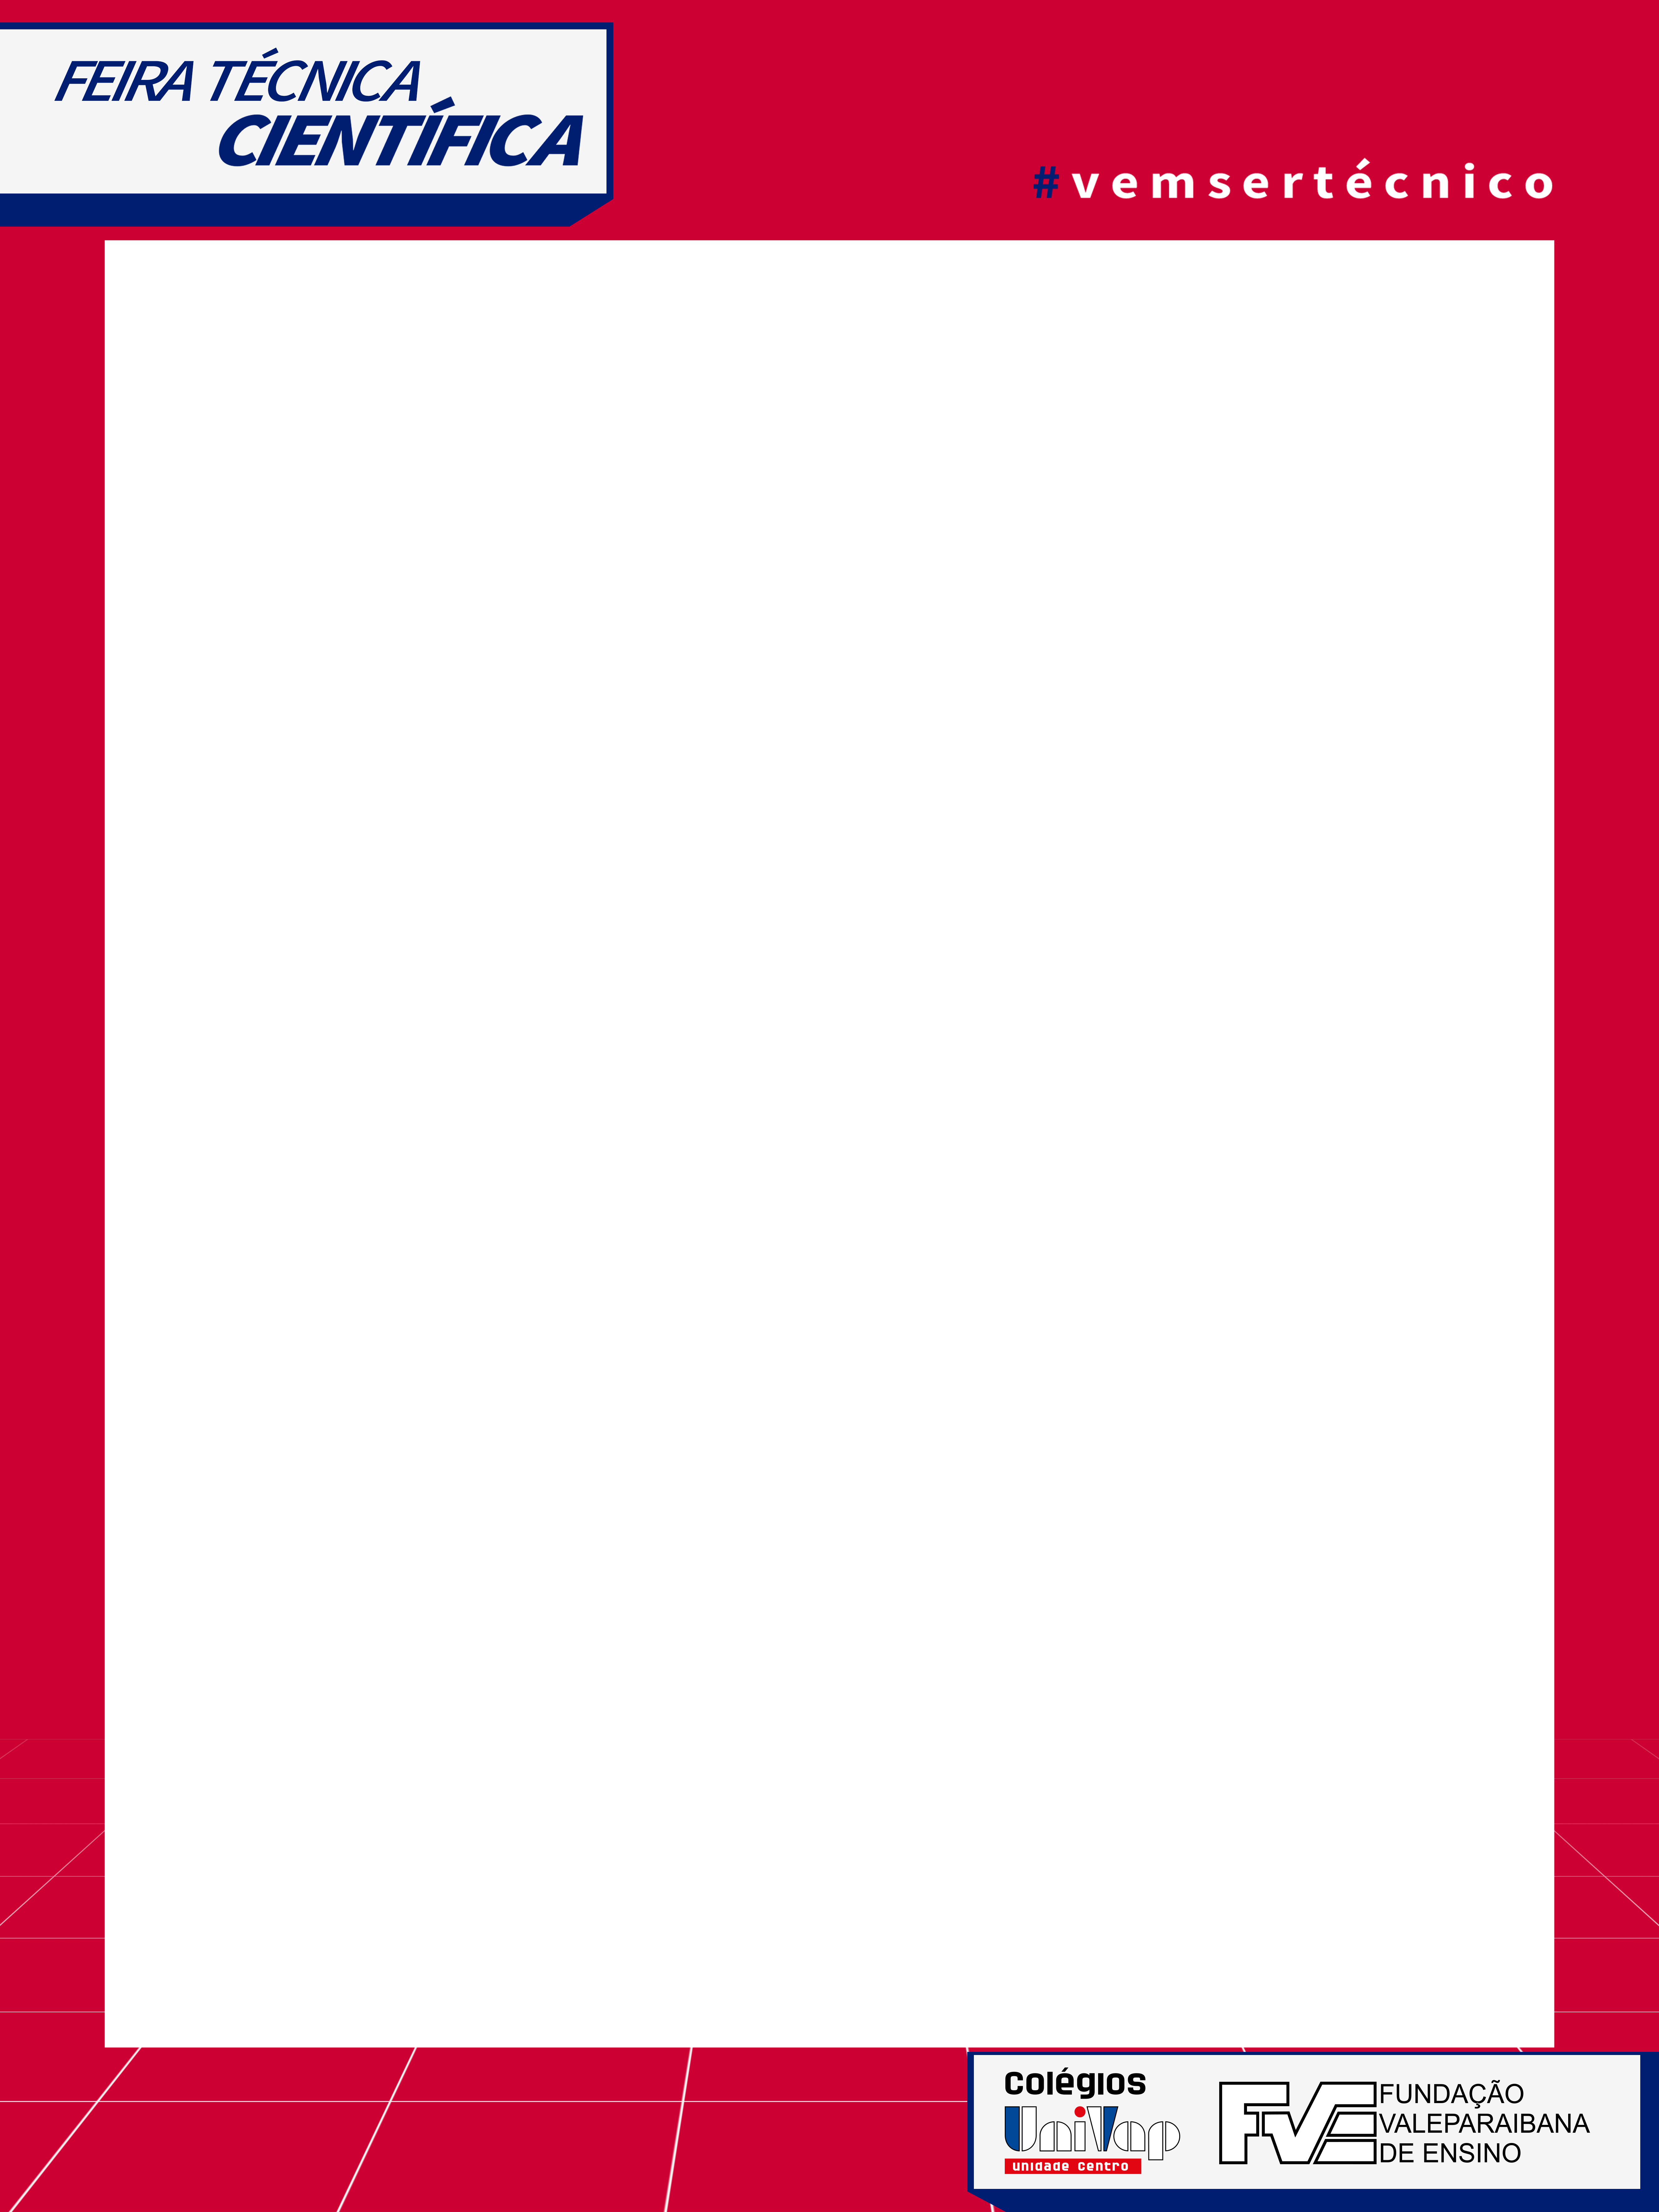 FEIRA TÉCNICA
CIENTÍFICA
#vemsertécnico
Colégios
UniVap
unidade centro
FVE
FUNDAÇÃO
VALEPARAIBANA
DE ENSINO